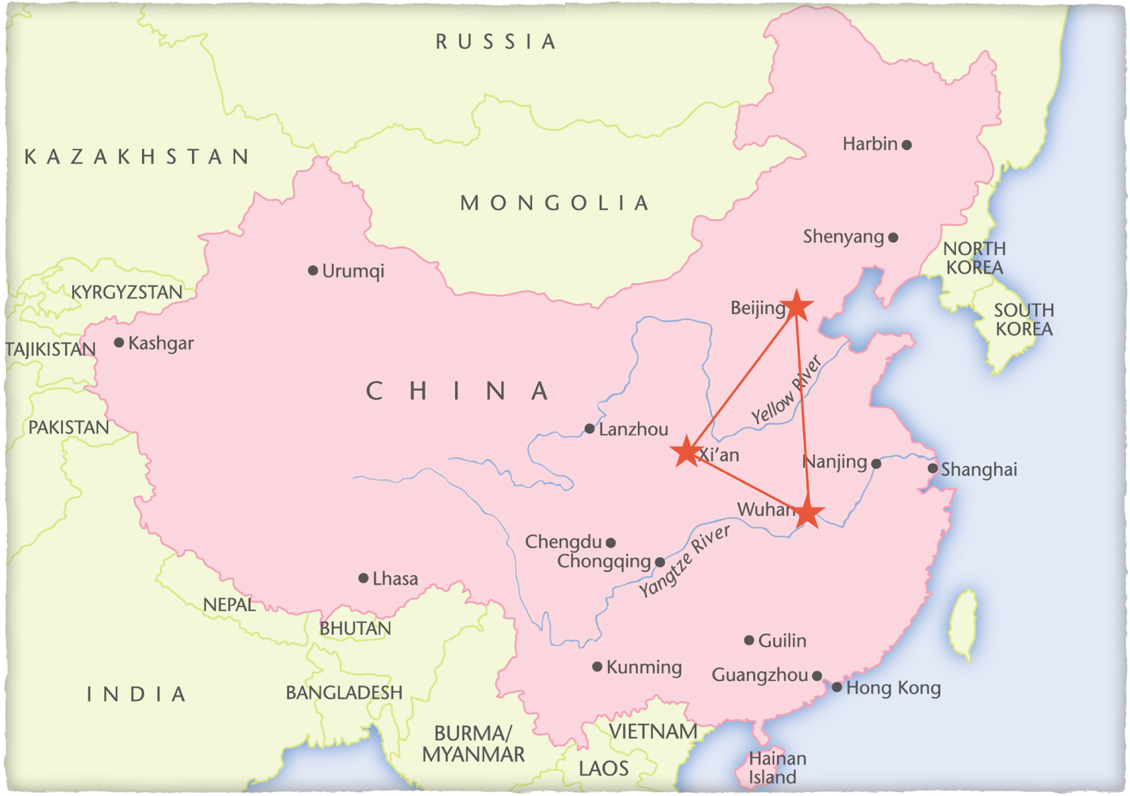 RUSSIA
KAZAKHSTAN
MONGOLIA
Harbin
Shenyang
NORTH
KOREA
SOUTH
KOREA
Urumqi
KYRGYZSTAN
Beijing
TAJIKISTAN
Kashgar
CHINA
Yellow River
PAKISTAN
Lanzhou
Xi'an
Nanjing
Shanghai
Wuhan
Chengdu
Chongqing
Yangtze River
Lhasa
NEPAL
BHUTAN
Guilin
Kunming
Guangzhou
Hong Kong
INDIA
BANGLADESH
BURMA/
MYANMAR
VIETNAM
LAOS
Hainan
Island